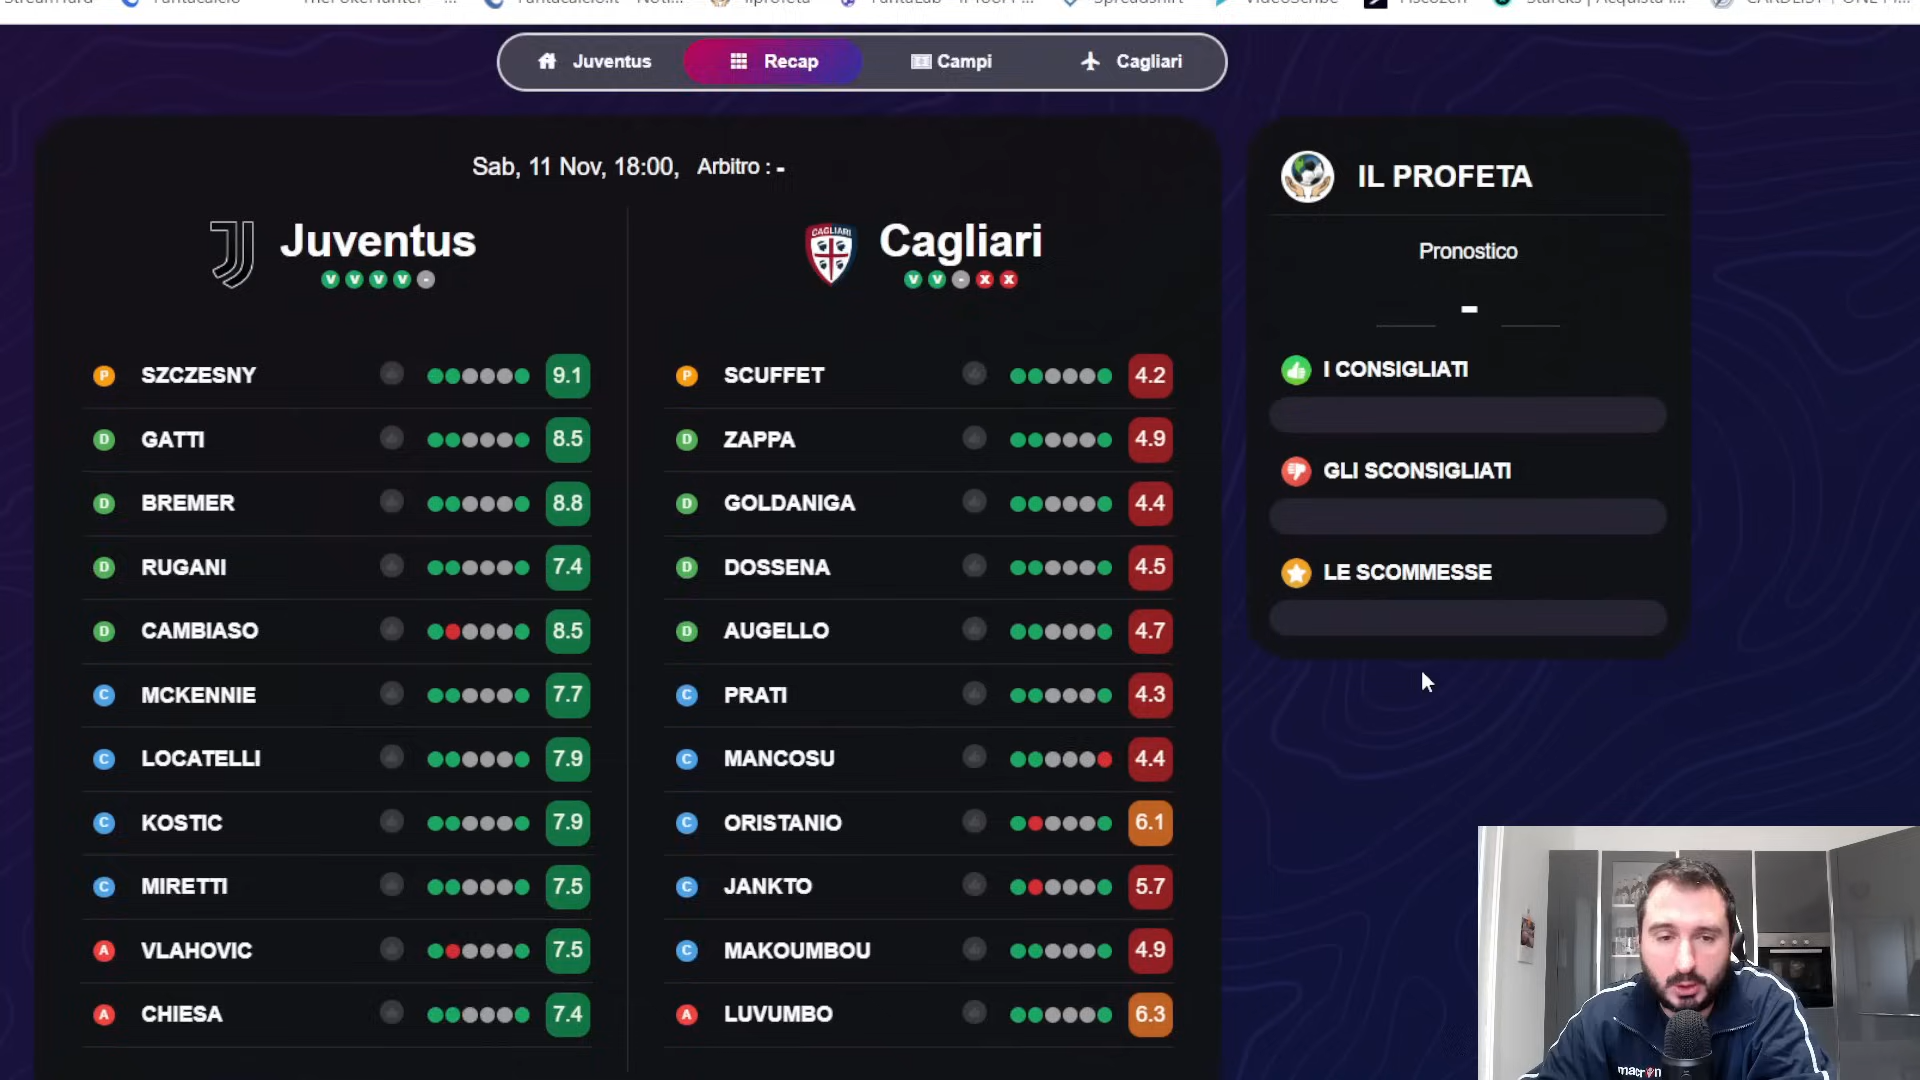 Juventus
Recap
Campi
Cagliari
Sab, 11 Nov, 18:00, Arbitro : -
Juventus
V V V V -
CAGLIARI
Cagliari
V V - X X
P SZCZESNY 9.1
D GATTI 8.5
D BREMER 8.8
D RUGANI 7.4
D CAMBIASO 8.5
C MCKENNIE 7.7
C LOCATELLI 7.9
C KOSTIC 7.9
C MIRETTI 7.5
A VLAHOVIC 7.5
A CHIESA 7.4
P SCUFFET 4.2
D ZAPPA 4.9
D GOLDANIGA 4.4
D DOSSENA 4.5
D AUGELLO 4.7
C PRATI 4.3
C MANCOSU 4.4
C ORISTANIO 6.1
C JANKTO 5.7
C MAKOUMBOU 4.9
A LUVUMBO 6.3
IL PROFETA
Pronostico
-
I CONSIGLIATI
GLI SCONSIGLIATI
LE SCOMMESSE
macron